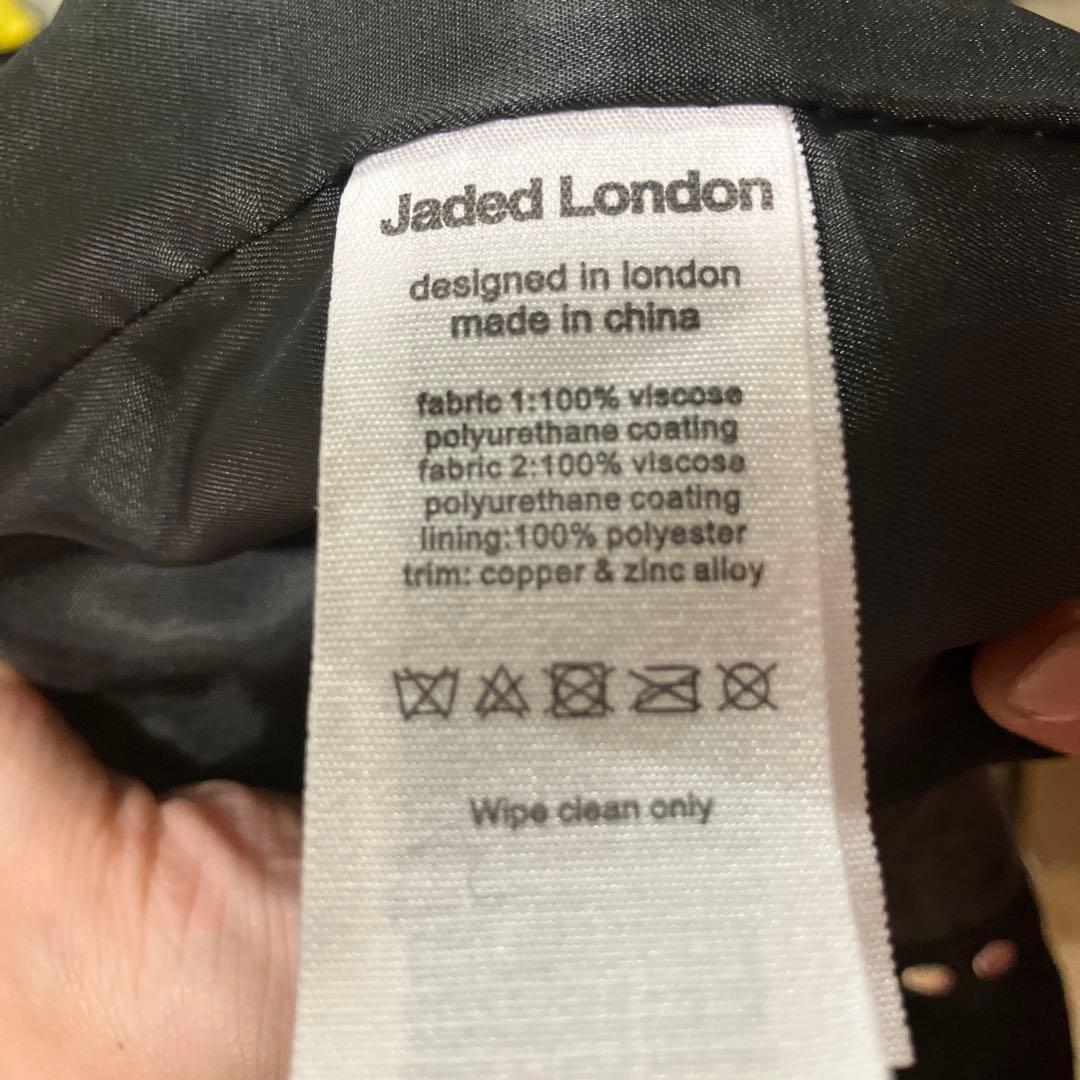 Jaded London
designed in london
made in china
fabric 1:100% viscose
polyurethane coating
fabric 2:100% viscose
polyurethane coating
lining:100% polyester
trim: copper & zinc alloy
Wipe clean only